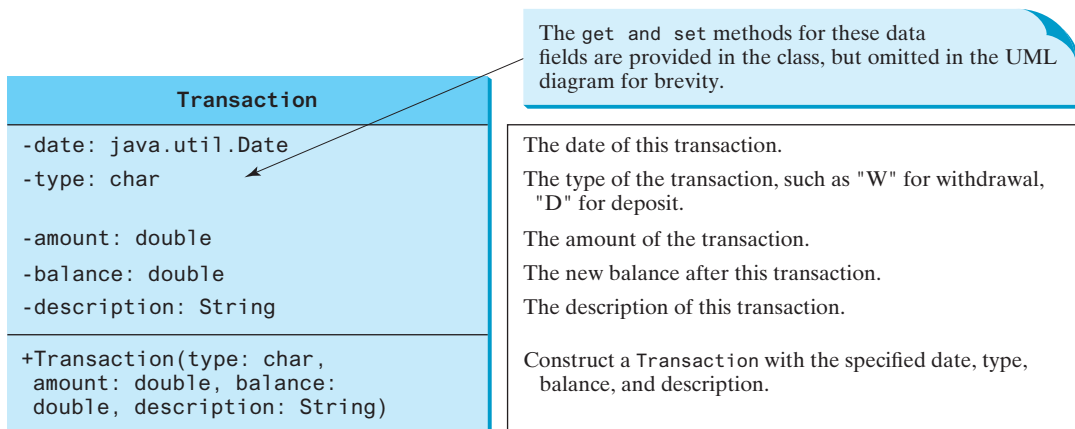 The get and set methods for these data
fields are provided in the class, but omitted in the UML
diagram for brevity.
Transaction
-date: java.util.Date
The date of this transaction.
-type: char
The type of the transaction, such as "W" for withdrawal,
"D" for deposit.
-amount: double
The amount of the transaction.
-balance: double
The new balance after this transaction.
-description: String
The description of this transaction.
+Transaction(type: char,
amount: double, balance:
double, description: String)
Construct a Transaction with the specified date, type,
balance, and description.